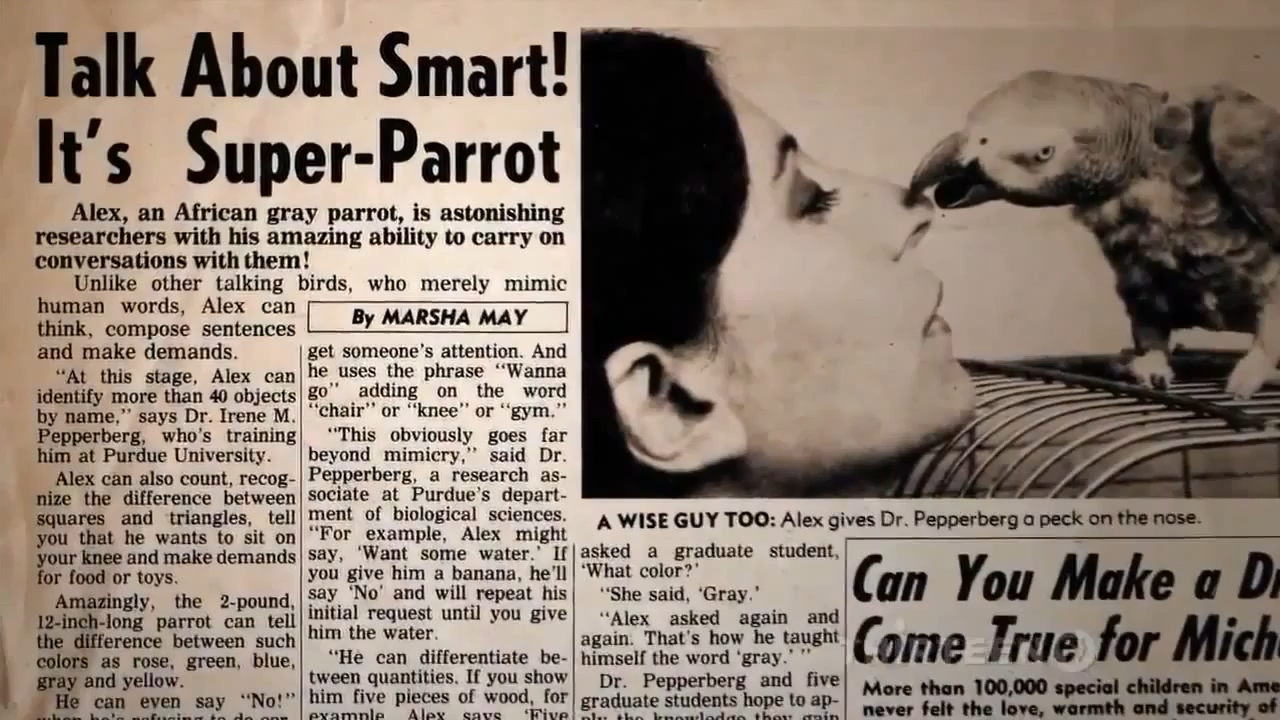 Talk About Smart!
It's Super-Parrot
Alex, an African gray parrot, is astonishing
researchers with his amazing ability to carry on
conversations with them!
Unlike other talking birds, who merely mimic
human words, Alex can
think, compose sentences
and make demands.
"At this stage, Alex can
identify more than 40 objects
by name," says Dr. Irene M.
Pepperberg, who's training
him at Purdue University.
Alex can also count, recog-
nize the difference between
squares and triangles, tell
you that he wants to sit on
your knee and make demands
for food or toys.
Amazingly, the 2-pound,
12-inch-long parrot can tell
the difference between such
colors as rose, green, blue,
gray and yellow.
He can even say "No!"
By MARSHA MAY
get someone's attention. And
he uses the phrase "Wanna
go" adding on the word
"chair" or "knee" or "gym."
"This obviously goes far
beyond mimicry," said Dr.
Pepperberg, a research as-
sociate at Purdue's depart-
ment of biological sciences.
"For example, Alex might
say, 'Want some water.' If
you give him a banana, he'll
say 'No' and will repeat his
initial request until you give
him the water.
"He can differentiate be-
tween quantities. If you show
him five pieces of wood, for
example, Alex says, 'Five
A WISE GUY TOO: Alex gives Dr. Pepperberg a peck on the nose.
asked a graduate student,
'What color?'
"She said, 'Gray.'
"Alex asked again and
again. That's how he taught
himself the word 'gray.' "
Dr. Pepperberg and five
graduate students hope to ap-
ply the knowledge they gain
Can You Make a
Come True for
More than 100,000 special children in
never felt the love, warmth and security of